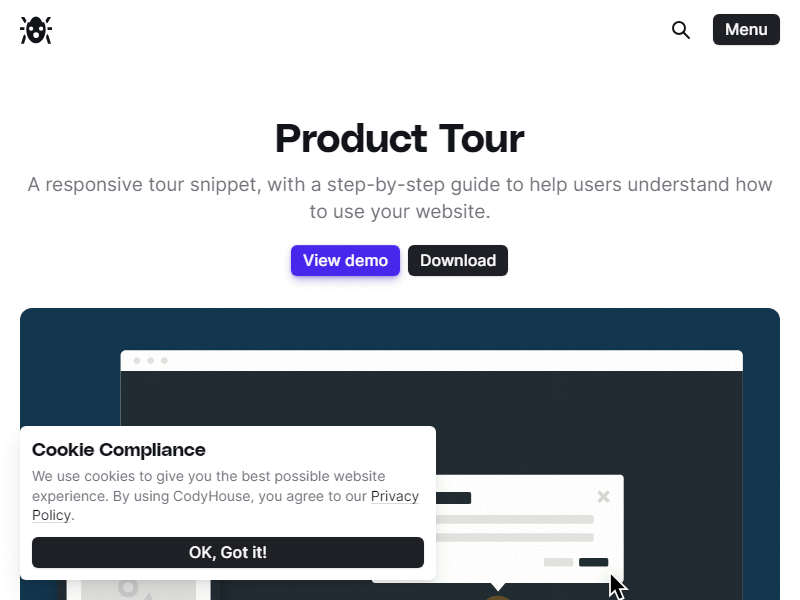 Menu
Product Tour
A responsive tour snippet, with a step-by-step guide to help users understand how
to use your website.
View demo
Download
Cookie Compliance
We use cookies to give you the best possible website
experience. By using CodyHouse, you agree to our Privacy
Policy.
OK, Got it!